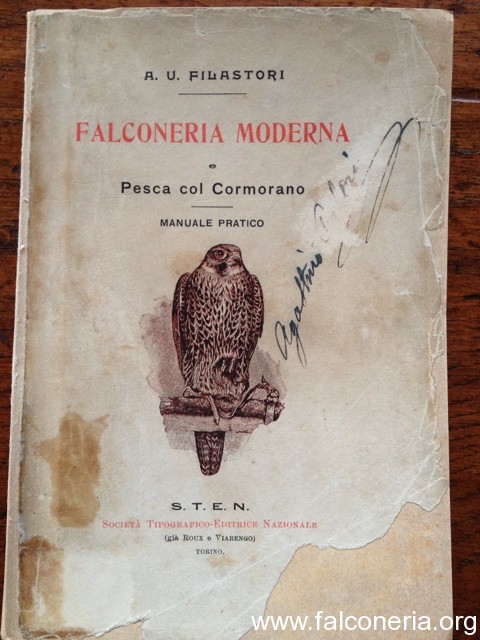 A. U. FILASTORI
FALCONERIA MODERNA
e
Pesca col Cormorano
MANUALE PRATICO
Agostino
S. T. E. N.
SOCIETÀ TIPOGRAFICO-EDITRICE NAZIONALE
(già ROUX e VIARENGO)
TORINO.
www.falconeria.org